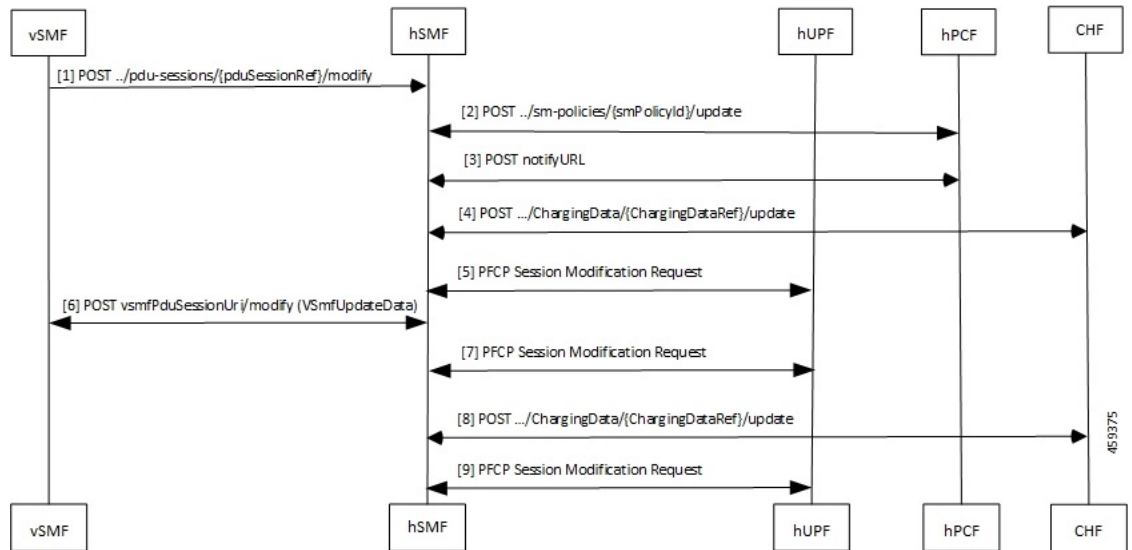 vSMF
hSMF
hUPF
hPCF
CHF
[1] POST ../pdu-sessions/{pduSessionRef}/modify
[2] POST ../sm-policies/{smPolicyId}/update
[3] POST notifyURL
[4] POST .../ChargingData/{ChargingDataRef}/update
[5] PFCP Session Modification Request
[6] POST vsmfPduSessionUri/modify (VSmfUpdateData)
[7] PFCP Session Modification Request
[8] POST .../ChargingData/{ChargingDataRef}/update
[9] PFCP Session Modification Request
459375
vSMF
hSMF
hUPF
hPCF
CHF